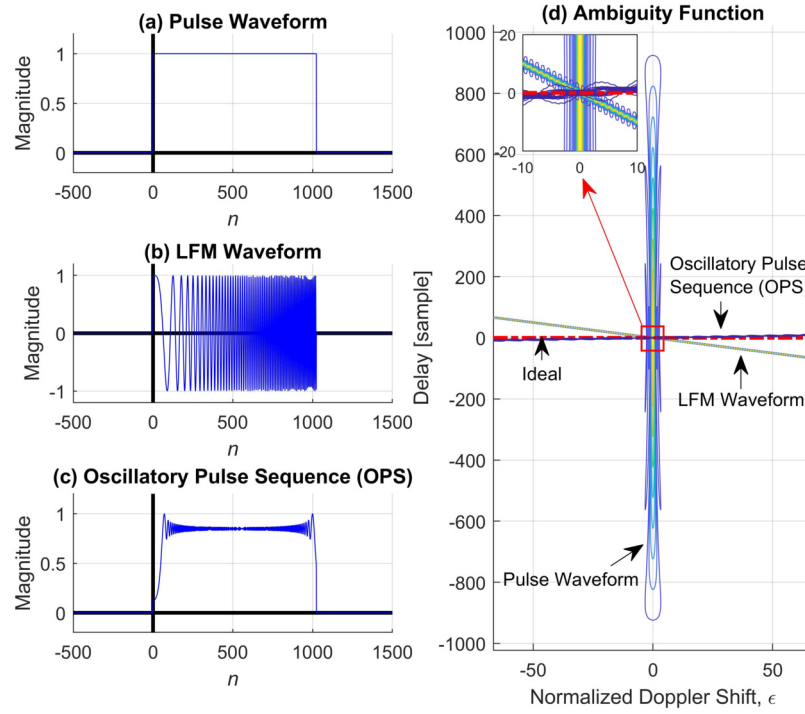 (a) Pulse Waveform
Magnitude
1
0.5
0
-500
0
500
1000
1500
n
(b) LFM Waveform
Magnitude
1
0
-1
-500
0
500
1000
1500
n
(c) Oscillatory Pulse Sequence (OPS)
Magnitude
1
0.5
0
-500
0
500
1000
1500
n
(d) Ambiguity Function
Delay [sample]
1000
800
600
400
200
0
-200
-400
-600
-800
-1000
20
0
-20
-10
0
10
Oscillatory Pulse
Sequence (OPS)
Ideal
LFM Waveform
Pulse Waveform
-50
0
50
Normalized Doppler Shift, ϵ